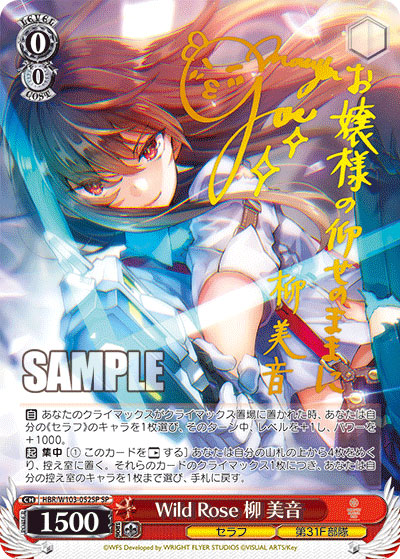 LEVEL
0
0
COST
お嬢様の仰せのままに
柳 美音
SAMPLE
自 あなたのクライマックスがクライマックス置場に置かれた時、あなたは自
分の《セラフ》のキャラを1枚選び、そのターン中、レベルを+1し、パワーを
+1000。
起 集中 [① このカードを する] あなたは自分の山札の上から4枚をめく
り、控え室に置く。それらのカードのクライマックス1枚につき、あなたは自
分の控え室のキャラを1枚まで選び、手札に戻す。
CH HBR/W103-052SP SP
1500
Wild Rose 柳 美音
セラフ
第31F部隊
©WFS Developed by WRIGHT FLYER STUDIOS ©VISUAL ARTS/Key